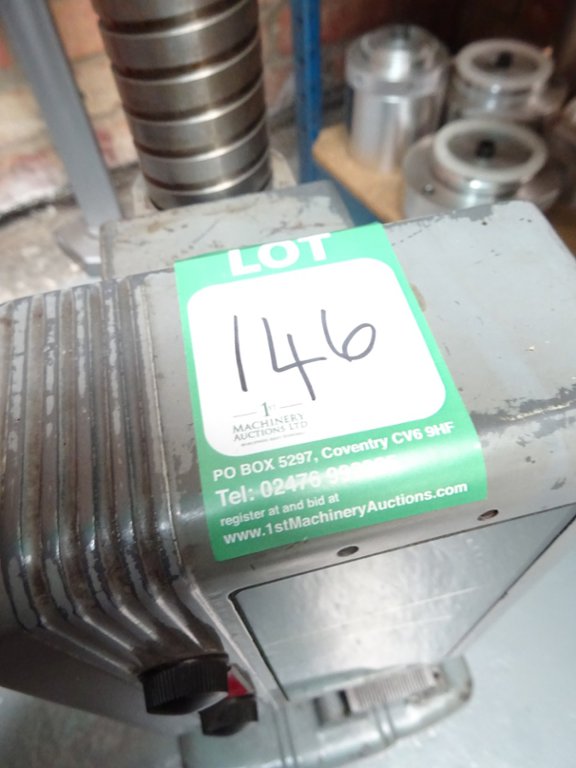 LOT
146
1ST
MACHINERY
AUCTIONS LTD
PO BOX 5297, Coventry CV6 9HF
Tel: 02476
register at and bid at
www.1stMachineryAuctions.com